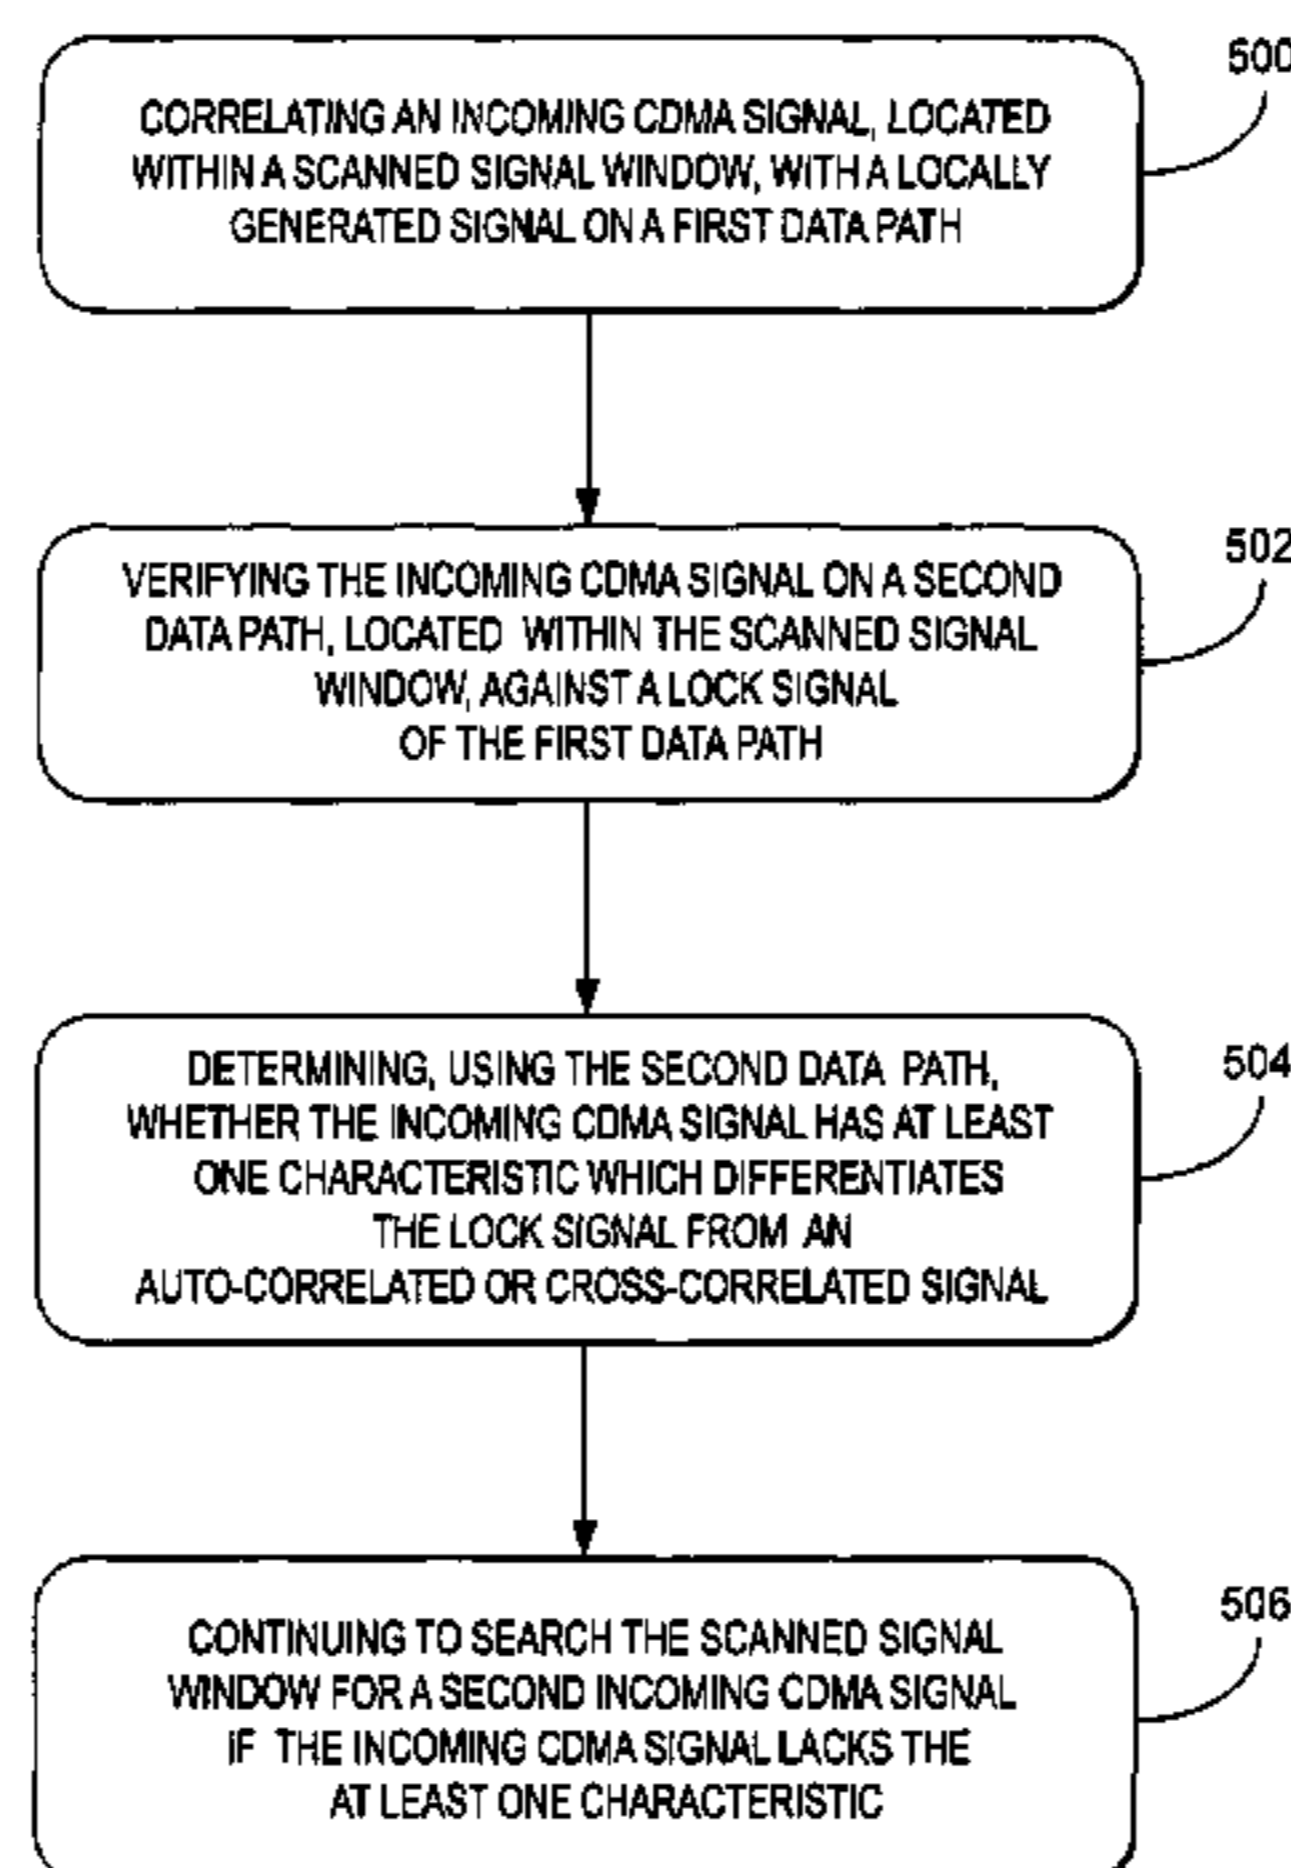 500
CORRELATING AN INCOMING CDMA SIGNAL, LOCATED
WITHIN A SCANNED SIGNAL WINDOW, WITH A LOCALLY
GENERATED SIGNAL ON A FIRST DATA PATH
502
VERIFYING THE INCOMING CDMA SIGNAL ON A SECOND
DATA PATH, LOCATED WITHIN THE SCANNED SIGNAL
WINDOW, AGAINST A LOCK SIGNAL
OF THE FIRST DATA PATH
504
DETERMINING, USING THE SECOND DATA PATH,
WHETHER THE INCOMING CDMA SIGNAL HAS AT LEAST
ONE CHARACTERISTIC WHICH DIFFERENTIATES
THE LOCK SIGNAL FROM AN
AUTO-CORRELATED OR CROSS-CORRELATED SIGNAL
506
CONTINUING TO SEARCH THE SCANNED SIGNAL
WINDOW FOR A SECOND INCOMING CDMA SIGNAL
IF THE INCOMING CDMA SIGNAL LACKS THE
AT LEAST ONE CHARACTERISTIC